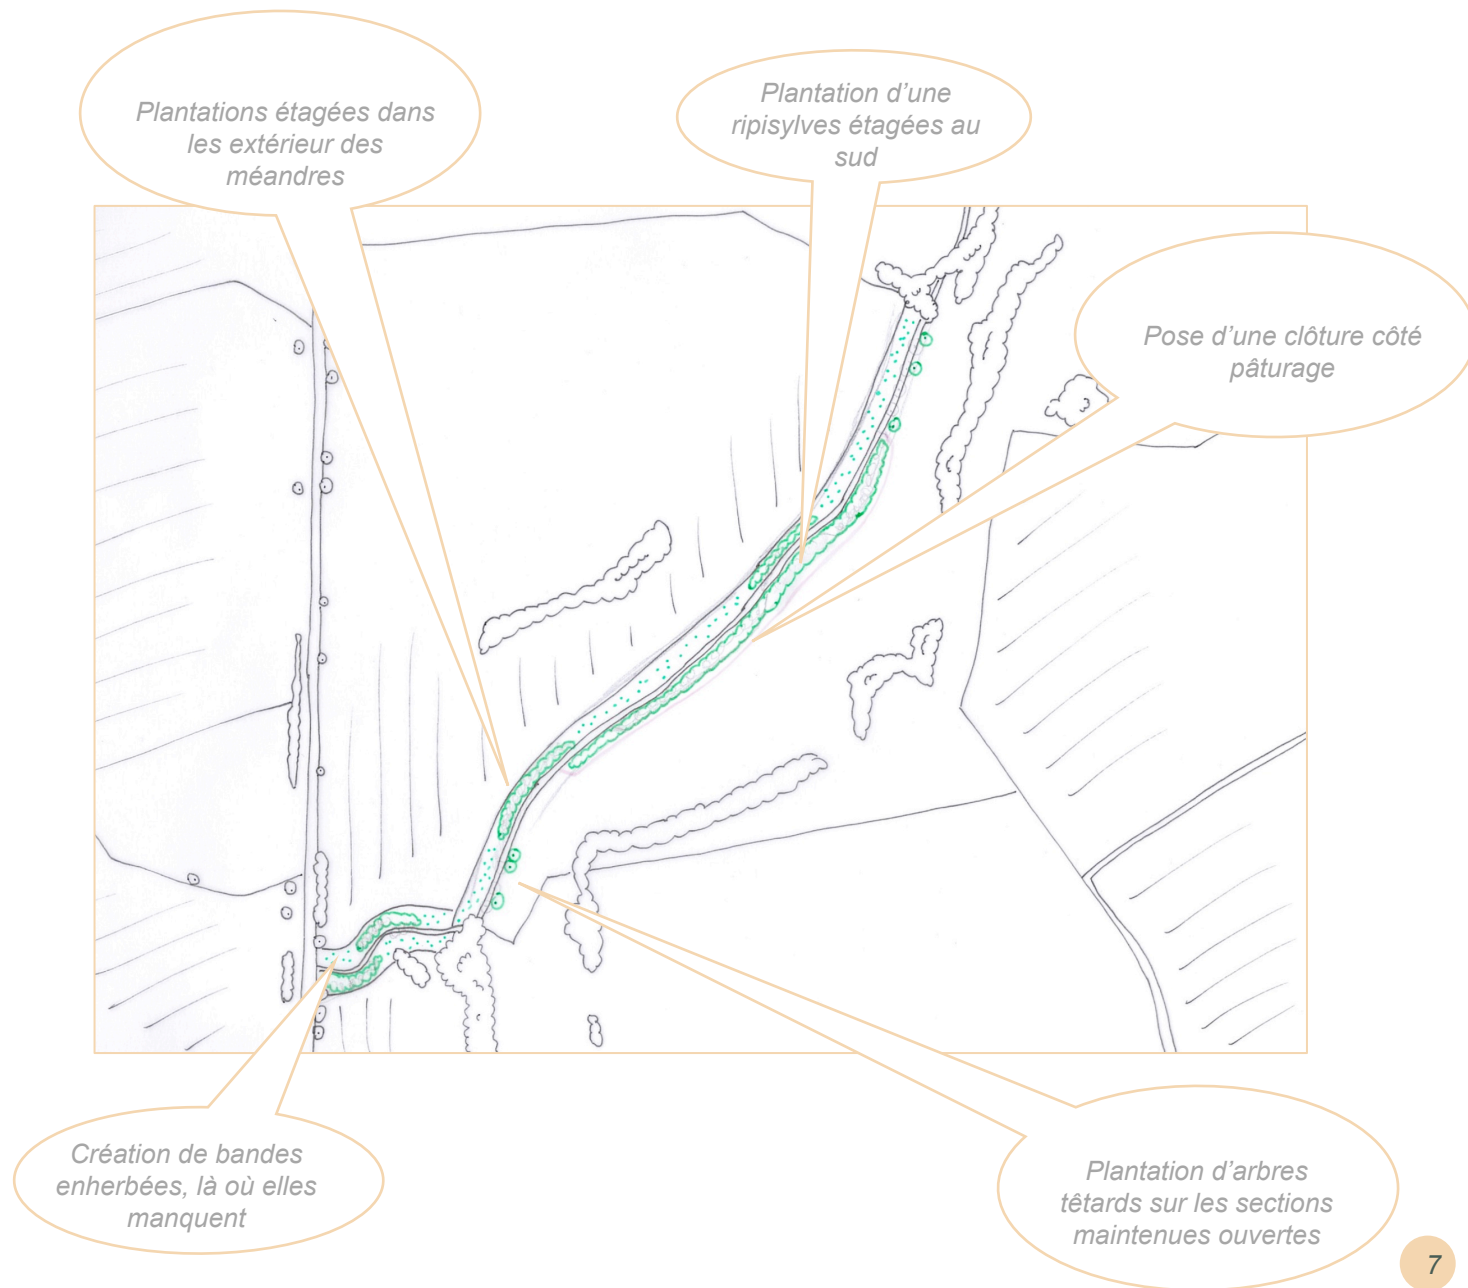 Plantations étagées dans
les extérieur des
méandres
Plantation d'une
ripisylves étagées au
sud
Pose d'une clôture côté
pâturage
Création de bandes
enherbées, là où elles
manquent
Plantation d'arbres
têtards sur les sections
maintenues ouvertes
7